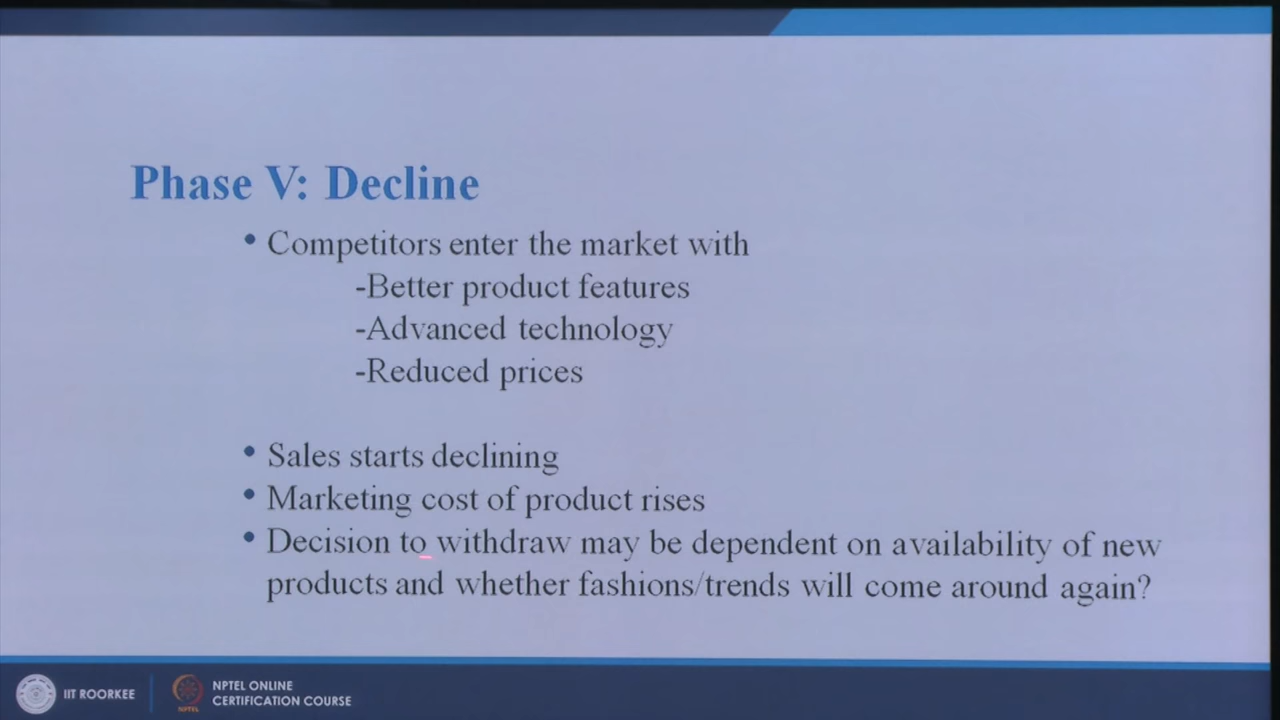 Phase V: Decline
• Competitors enter the market with
-Better product features
-Advanced technology
-Reduced prices
• Sales starts declining
• Marketing cost of product rises
• Decision to withdraw may be dependent on availability of new
products and whether fashions/trends will come around again?
IIT ROORKEE
NPTEL
NPTEL ONLINE
CERTIFICATION COURSE